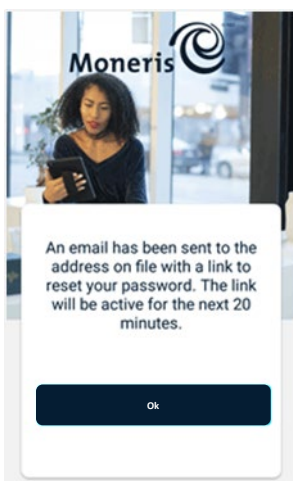 Moneris
An email has been sent to the
address on file with a link to
reset your password. The link
will be active for the next 20
minutes.
Ok